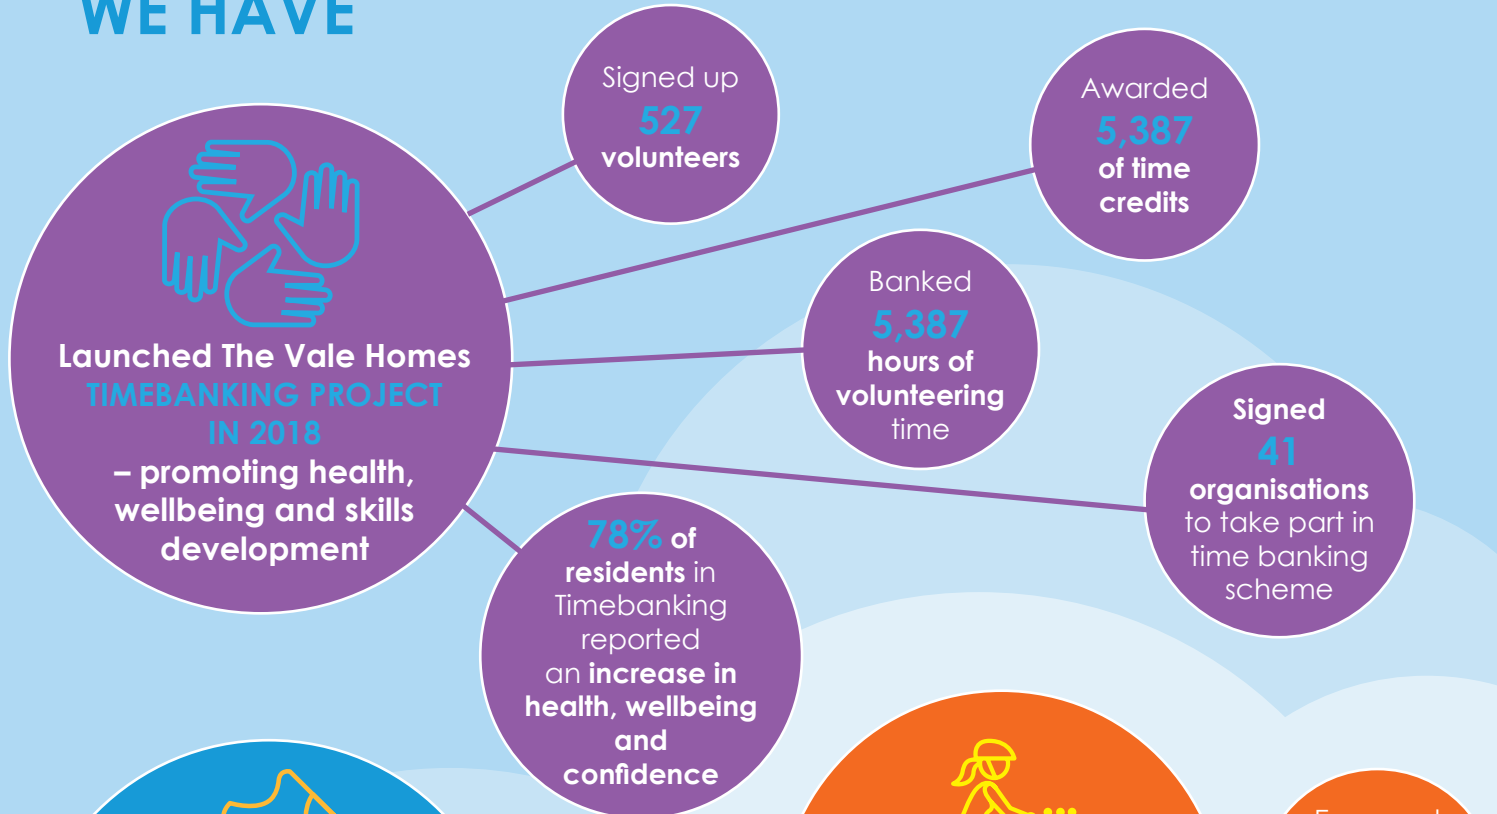 WE HAVE
Signed up
527
volunteers
Awarded
5,387
of time
credits
Launched The Vale Homes
TIMEBANKING PROJECT
IN 2018
– promoting health,
wellbeing and skills
development
Banked
5,387
hours of
volunteering
time
Signed
41
organisations
to take part in
time banking
scheme
78% of
residents in
Timebanking
reported
an increase in
health, wellbeing
and
confidence